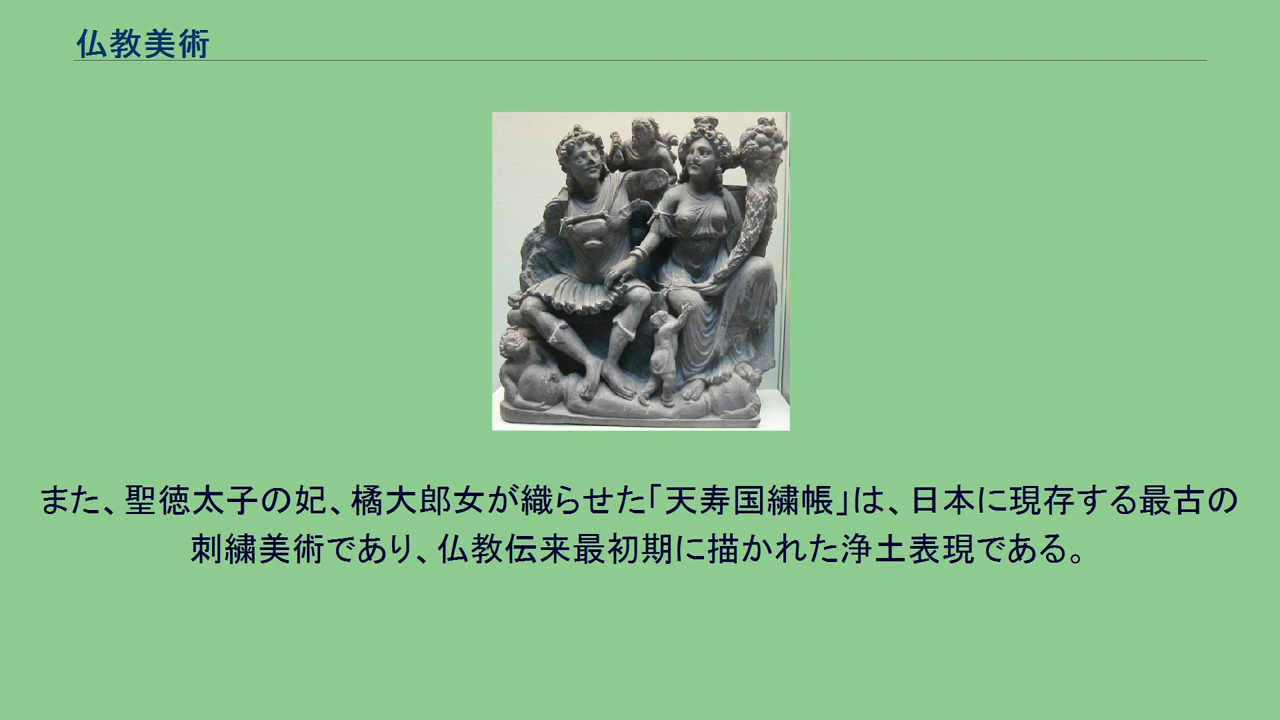 仏教美術
また、聖徳太子の妃、橘大郎女が織らせた「天寿国繍帳」は、日本に現存する最古の
刺繍美術であり、仏教伝来最初期に描かれた浄土表現である。